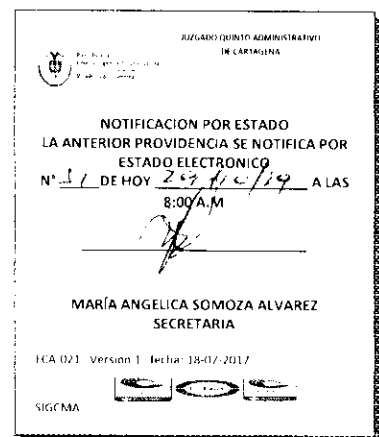 JUZGADO QUINTO ADMINISTRATIVO
DE CARTAGENA
NOTIFICACION POR ESTADO
LA ANTERIOR PROVIDENCIA SE NOTIFICA POR
ESTADO ELECTRONICO
N° DE HOY A LAS
8:00 A.M
MARÍA ANGELICA SOMOZA ALVAREZ
SECRETARIA
FCA 021 Version 1 fecha: 18-07-2017
SIGCMA